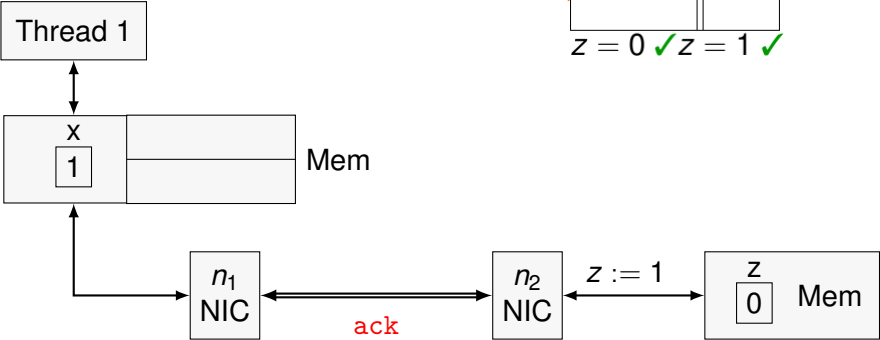 Thread 1
z = 0 ✓ z = 1 ✓
x
1
Mem
n₁
NIC
ack
n₂
NIC
z := 1
z
0
Mem